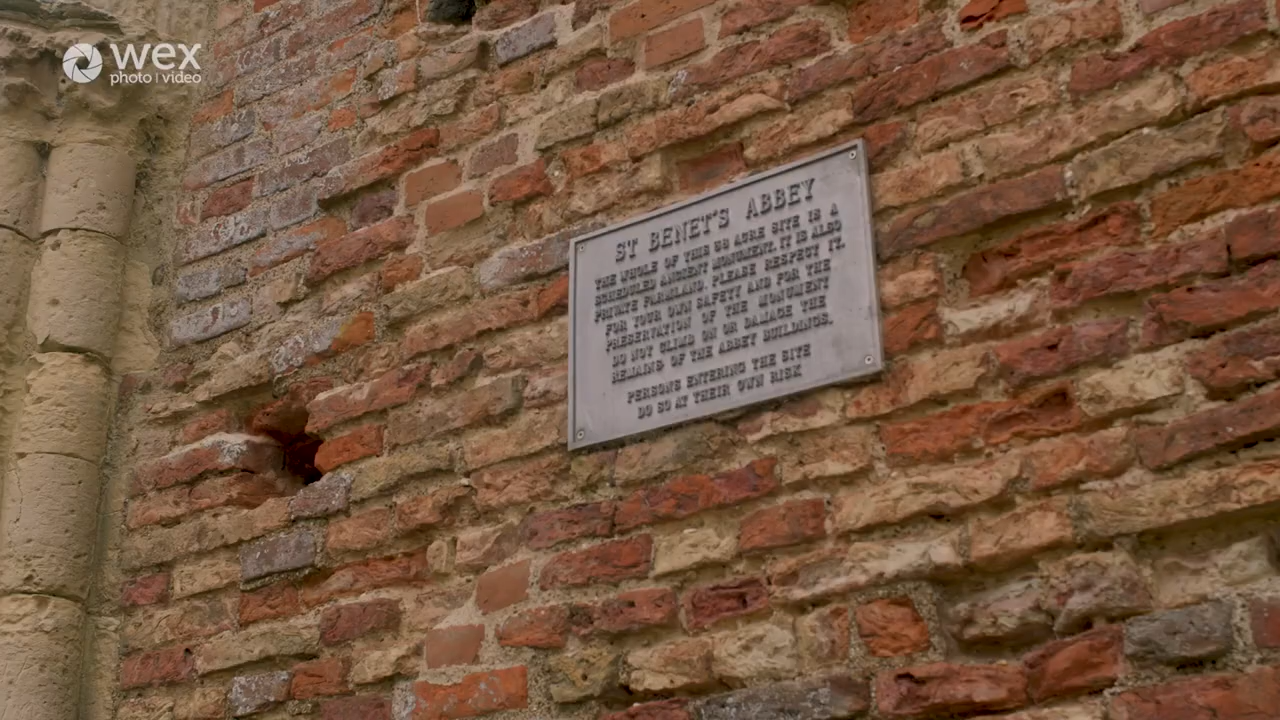 wex
photo | video
ST BENET'S ABBEY
THE WHOLE OF THIS 38 ACRE SITE IS A
SCHEDULED ANCIENT MONUMENT. IT IS ALSO
PRIVATE FARMLAND. PLEASE RESPECT IT.
FOR YOUR OWN SAFETY AND FOR THE
PRESERVATION OF THE MONUMENT
DO NOT CLIMB ON OR DAMAGE THE
REMAINS OF THE ABBEY BUILDINGS.
PERSONS ENTERING THE SITE
DO SO AT THEIR OWN RISK